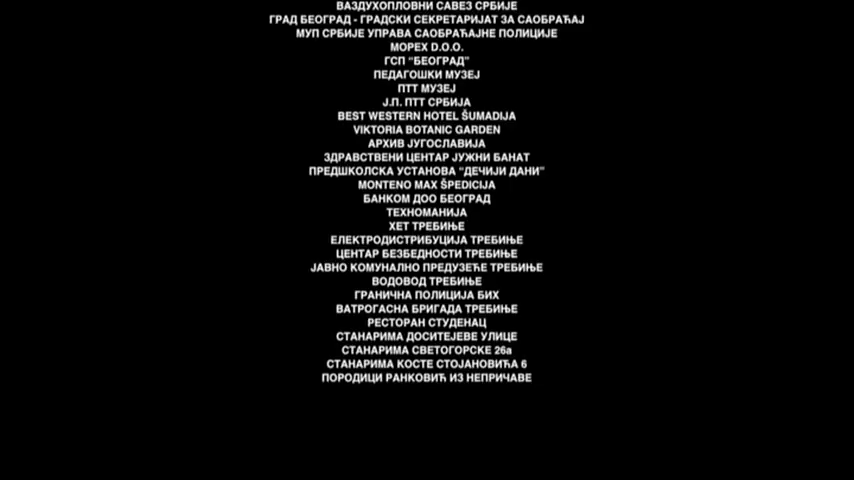 ВАЗДУХОПЛОВНИ САВЕЗ СРБИЈЕ
ГРАД БЕОГРАД - ГРАДСКИ СЕКРЕТАРИЈАТ ЗА САОБРАЋАЈ
МУП СРБИЈЕ УПРАВА САОБРАЋАЈНЕ ПОЛИЦИЈЕ
MOPEX D.O.O.
ГСП “БЕОГРАД”
ПЕДАГОШКИ МУЗЕЈ
ПТТ МУЗЕЈ
Ј.П. ПТТ СРБИЈА
BEST WESTERN HOTEL ŠUMADIJA
VIKTORIA BOTANIC GARDEN
АРХИВ ЈУГОСЛАВИЈА
ЗДРАВСТВЕНИ ЦЕНТАР ЈУЖНИ БАНАТ
ПРЕДШКОЛСКА УСТАНОВА “ДЕЧИЈИ ДАНИ”
MONTENO MAX ŠPEDICIJA
БАНКОМ ДОО БЕОГРАД
ТЕХНОМАНИЈА
ХЕТ ТРЕБИЊЕ
ЕЛЕКТРОДИСТРИБУЦИЈА ТРЕБИЊЕ
ЦЕНТАР БЕЗБЕДНОСТИ ТРЕБИЊЕ
ЈАВНО КОМУНАЛНО ПРЕДУЗЕЋЕ ТРЕБИЊЕ
ВОДОВОД ТРЕБИЊЕ
ГРАНИЧНА ПОЛИЦИЈА БИХ
ВАТРОГАСНА БРИГАДА ТРЕБИЊЕ
РЕСТОРАН СТУДЕНАЦ
СТАНАРИМА ДОСИТЕЈЕВЕ УЛИЦЕ
СТАНАРИМА СВЕТОГОРСКЕ 26а
СТАНАРИМА КОСТЕ СТОЈАНОВИЋА 6
ПОРОДИЦИ РАНКОВИЋ ИЗ НЕПРИЧАВЕ